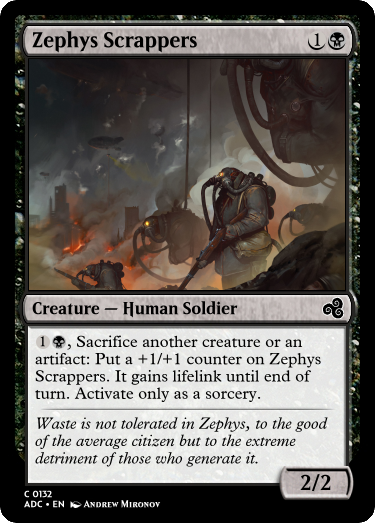 Zephys Scrappers 1
Creature — Human Soldier
1 , Sacrifice another creature or an
artifact: Put a +1/+1 counter on Zephys
Scrappers. It gains lifelink until end of
turn. Activate only as a sorcery.
Waste is not tolerated in Zephys, to the good
of the average citizen but to the extreme
detriment of those who generate it.
2/2
C 0132
ADC • EN Andrew Mironov